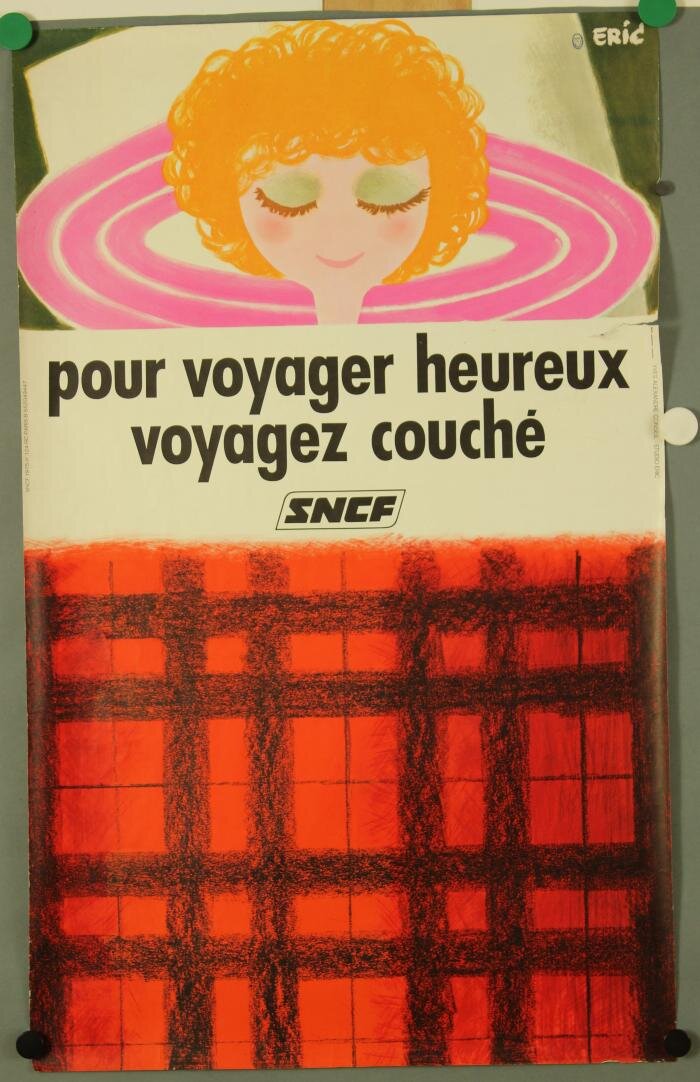 ERIC
pour voyager heureux
voyagez couché
SNCF